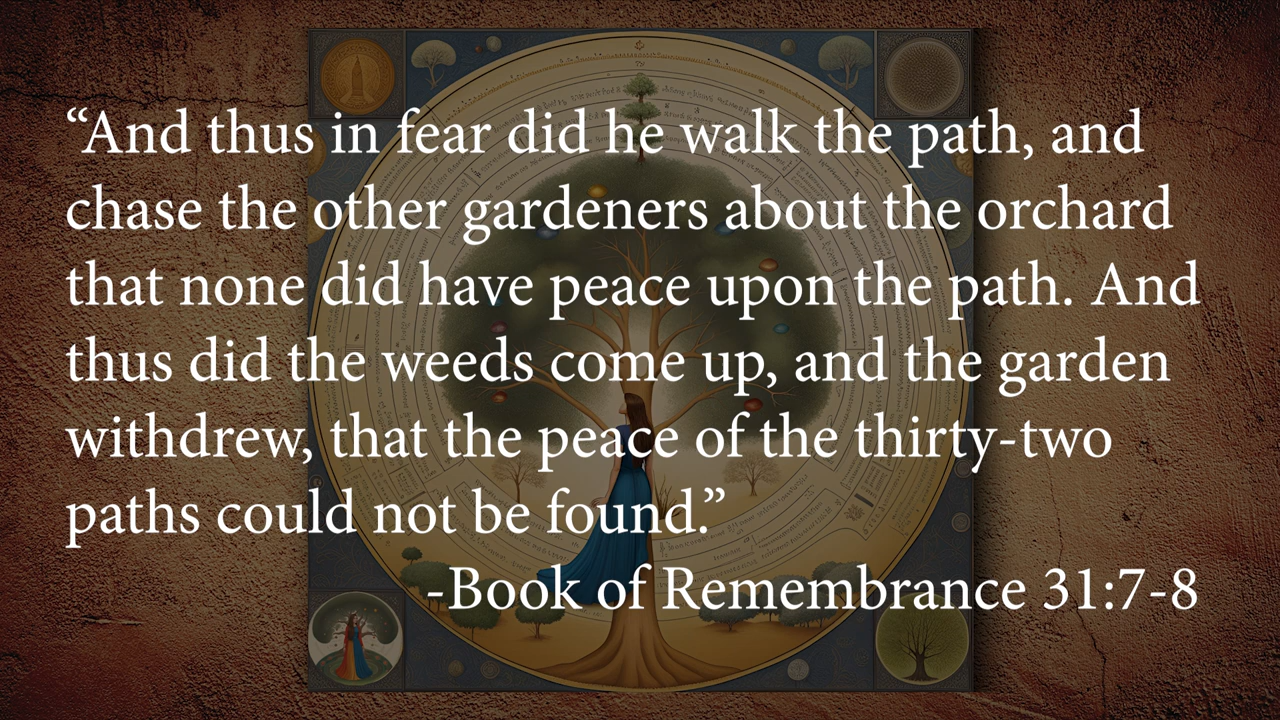 “And thus in fear did he walk the path, and
chase the other gardeners about the orchard
that none did have peace upon the path. And
thus did the weeds come up, and the garden
withdrew, that the peace of the thirty-two
paths could not be found.”
-Book of Remembrance 31:7-8